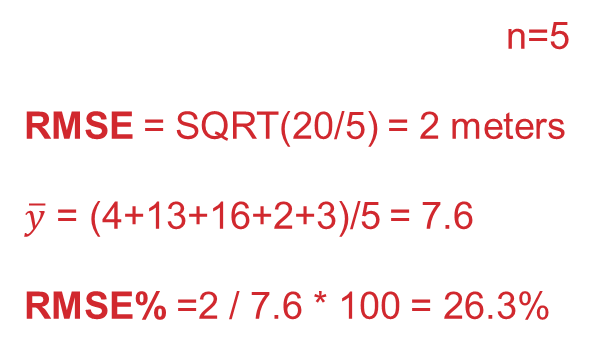 n=5
RMSE = SQRT(20/5) = 2 meters
ȳ = (4+13+16+2+3)/5 = 7.6
RMSE% =2 / 7.6 * 100 = 26.3%